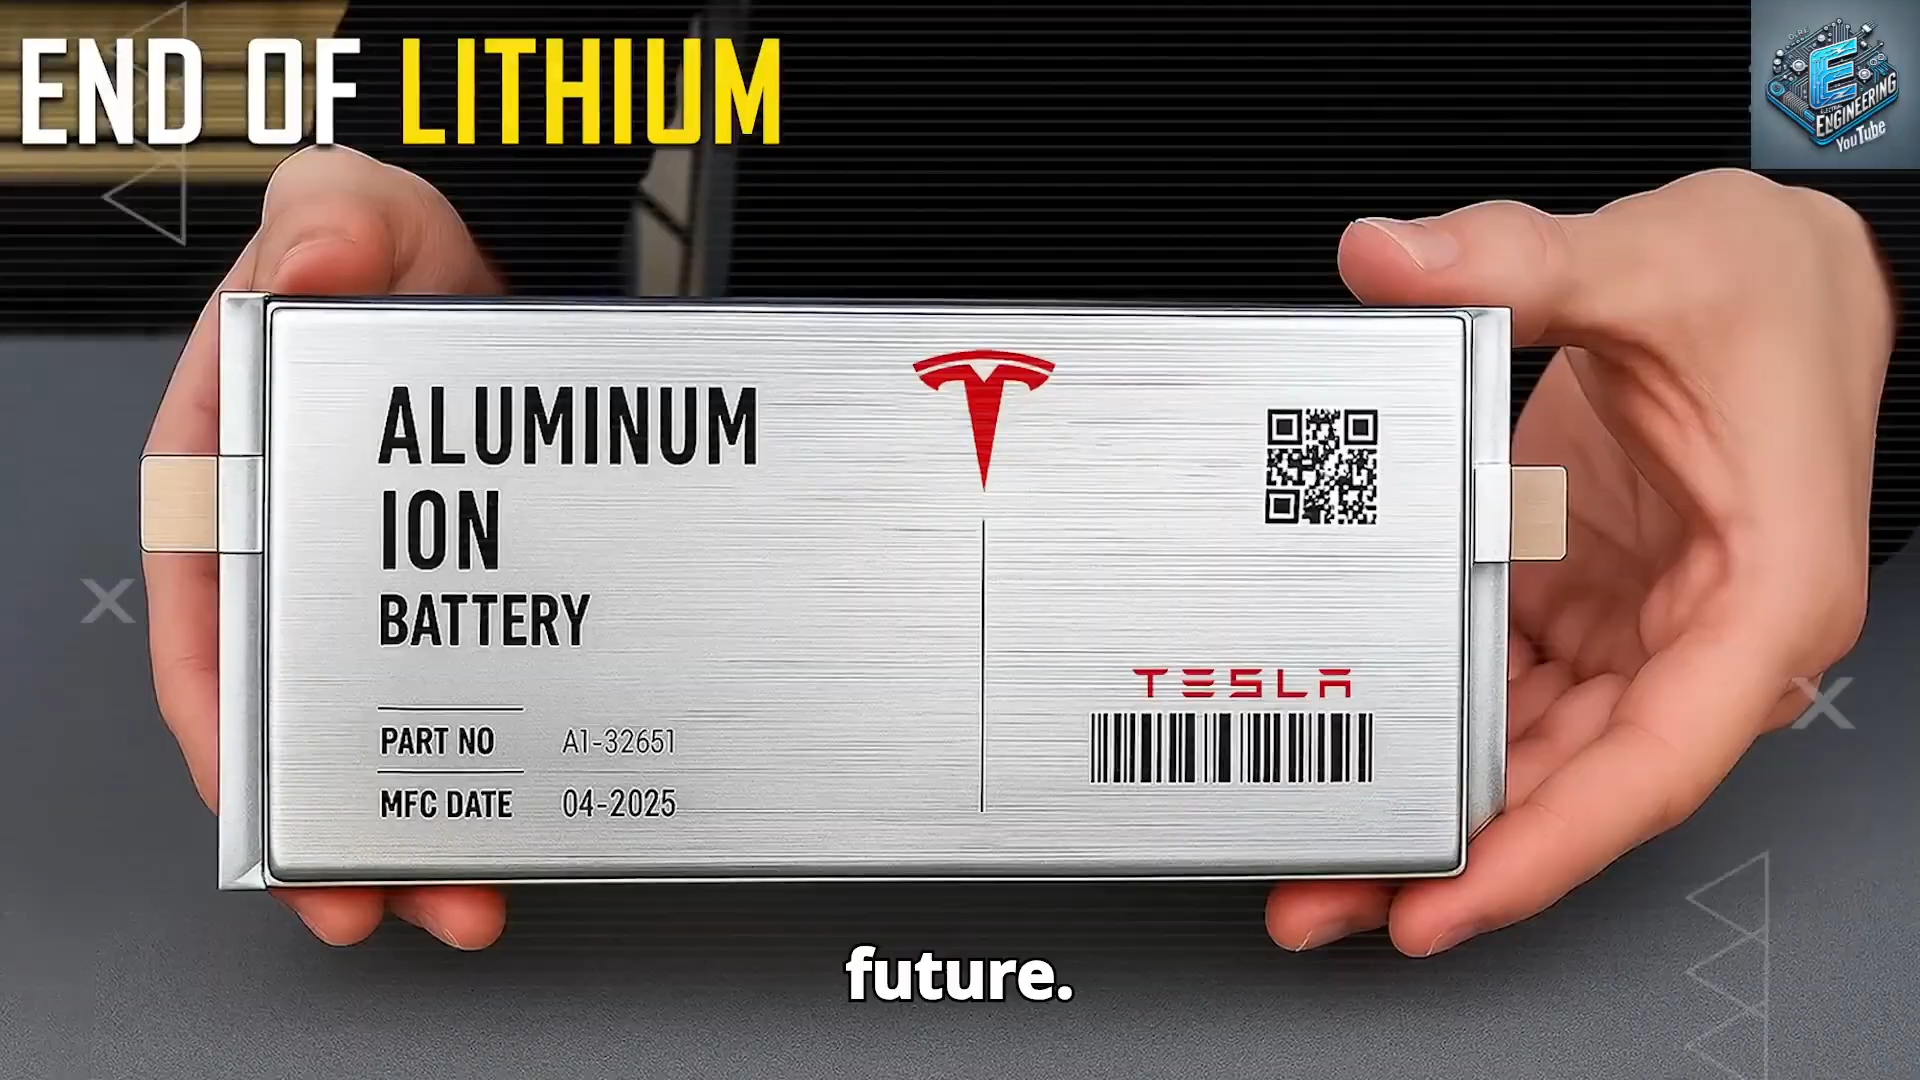 END OF LITHIUM
ENGINEERING
YouTube
ALUMINUM
ION
BATTERY
TESLA
PART NO A1-32651
MFC DATE 04-2025
future.